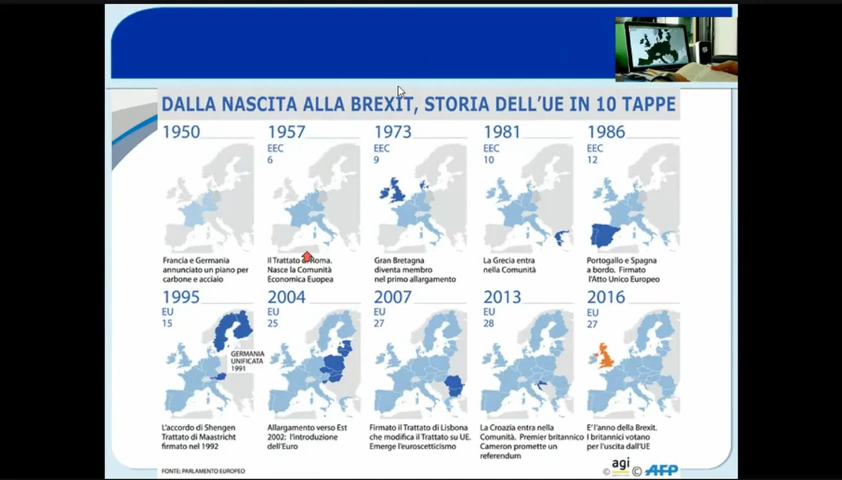 DALLA NASCITA ALLA BREXIT, STORIA DELL'UE IN 10 TAPPE
1950
Francia e Germania
annunciato un piano per
carbone e acciaio
1957
EEC
6
Il Trattato di Roma.
Nasce la Comunità
Economica Euopea
1973
EEC
9
Gran Bretagna
diventa membro
nel primo allargamento
1981
EEC
10
La Grecia entra
nella Comunità
1986
EEC
12
Portogallo e Spagna
a bordo. Firmato
l'Atto Unico Europeo
1995
EU
15
GERMANIA
UNIFICATA
1991
L'accordo di Shengen
Trattato di Maastricht
firmato nel 1992
2004
EU
25
Allargamento verso Est
2002: l'introduzione
dell'Euro
2007
EU
27
Firmato il Trattato di Lisbona
che modifica il Trattato su UE.
Emerge l'euroscetticismo
2013
EU
28
La Croazia entra nella
Comunità. Premier britannico
Cameron promette un
referendum
2016
EU
27
E'l'anno della Brexit.
I britannici votano
per l'uscita dall'UE
FONTE: PARLAMENTO EUROPEO
© agi © AFP